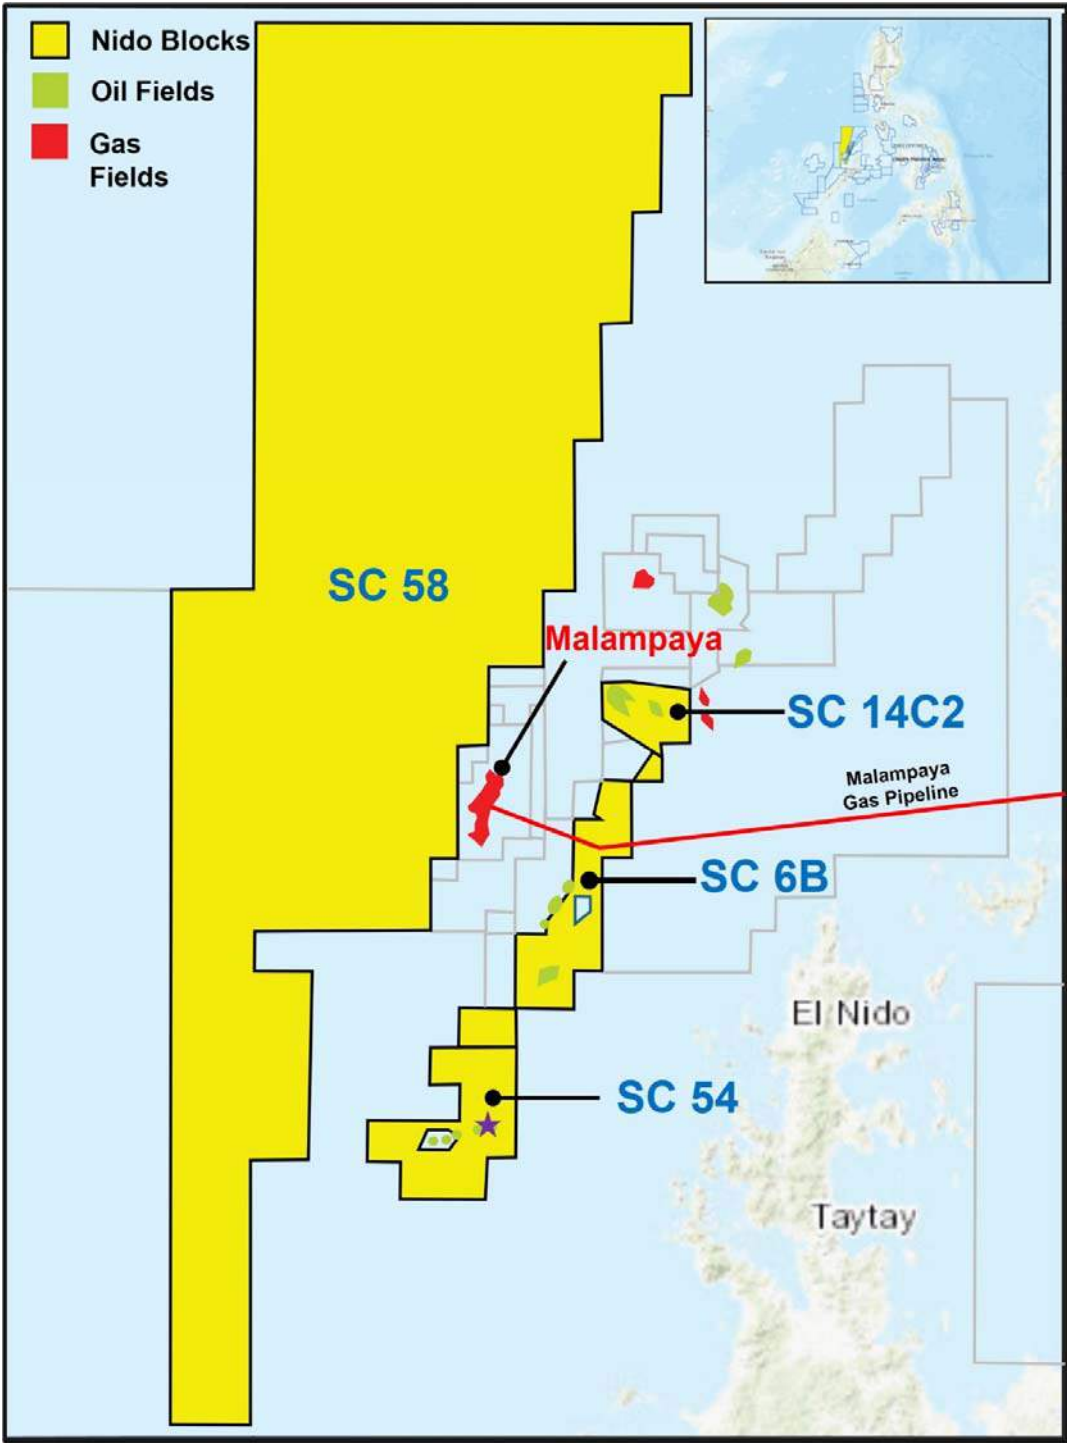 Nido Blocks
Oil Fields
Gas
Fields
SC 58
Malampaya
SC 14C2
Malampaya
Gas Pipeline
SC 6B
El Nido
SC 54
Taytay